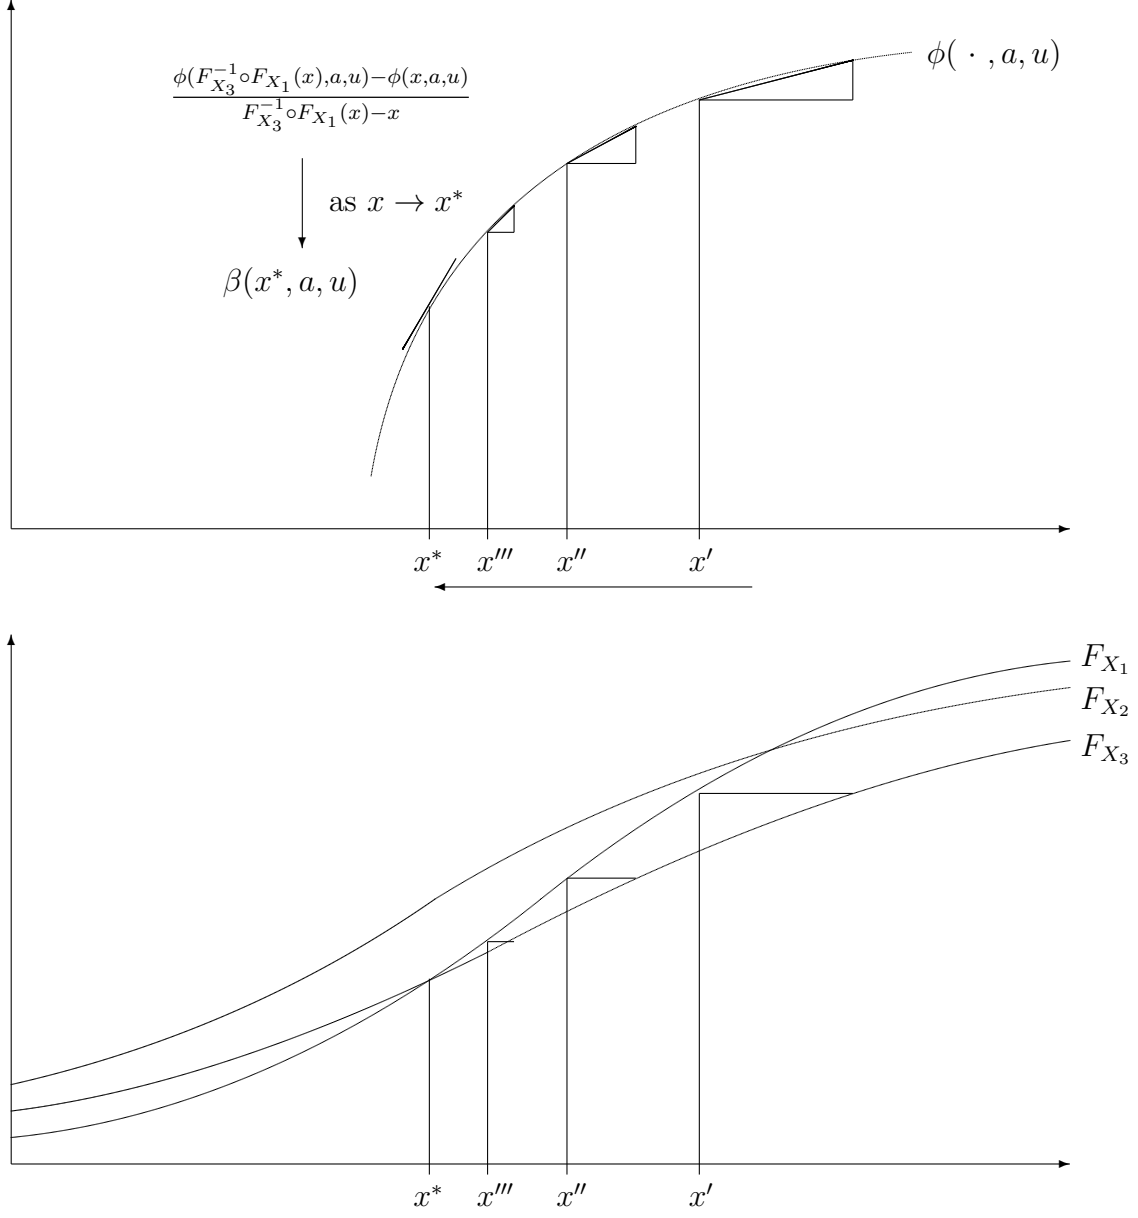 ϕ( · , a, u)
ϕ(F_{X_3}^{-1}∘F_{X_1}(x),a,u)−ϕ(x,a,u)
F_{X_3}^{-1}∘F_{X_1}(x)−x
as x → x*
β(x*, a, u)
x* x''' x'' x'
F_{X_1}
F_{X_2}
F_{X_3}
x* x''' x'' x'